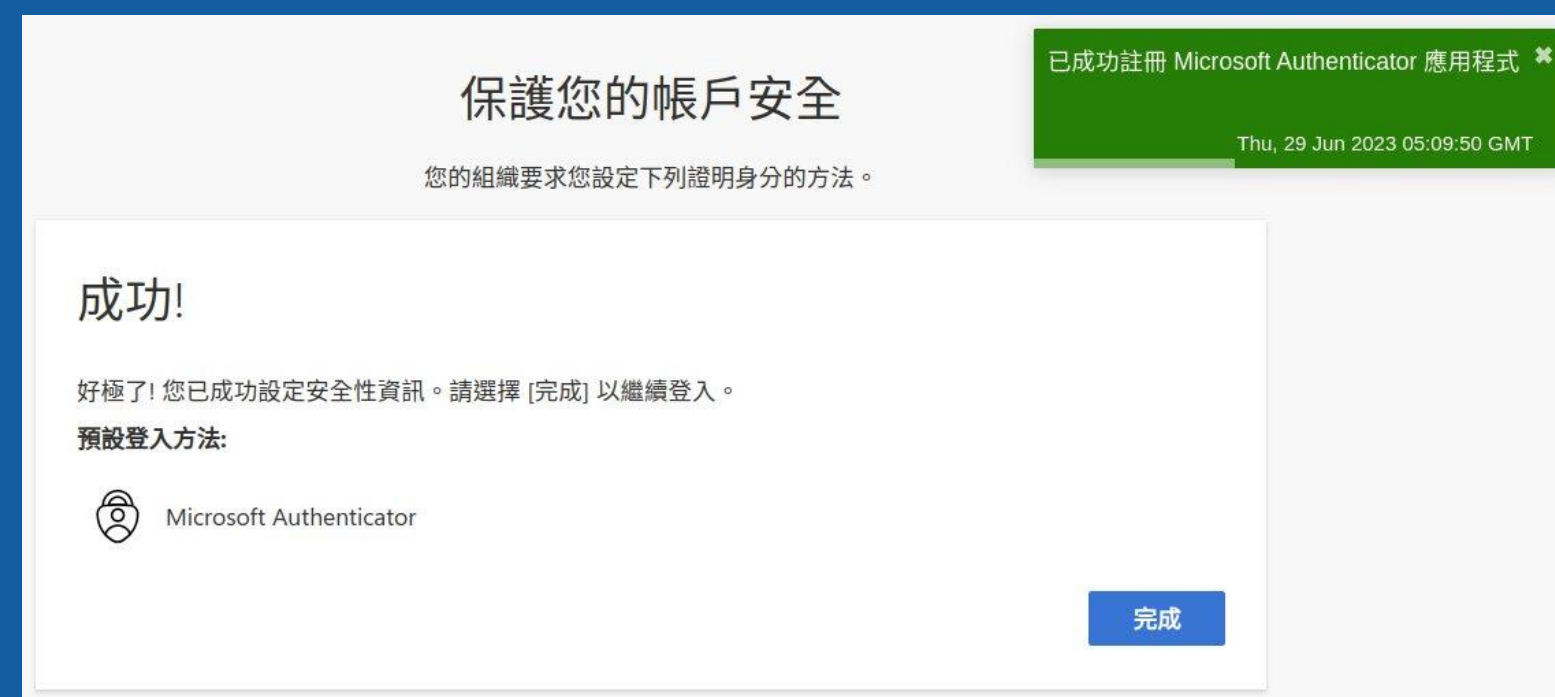 已成功註冊 Microsoft Authenticator 應用程式
Thu, 29 Jun 2023 05:09:50 GMT
保護您的帳戶安全
您的組織要求您設定下列證明身分的方法。
成功!
好極了! 您已成功設定安全性資訊。請選擇 [完成] 以繼續登入。
預設登入方法:
Microsoft Authenticator
完成